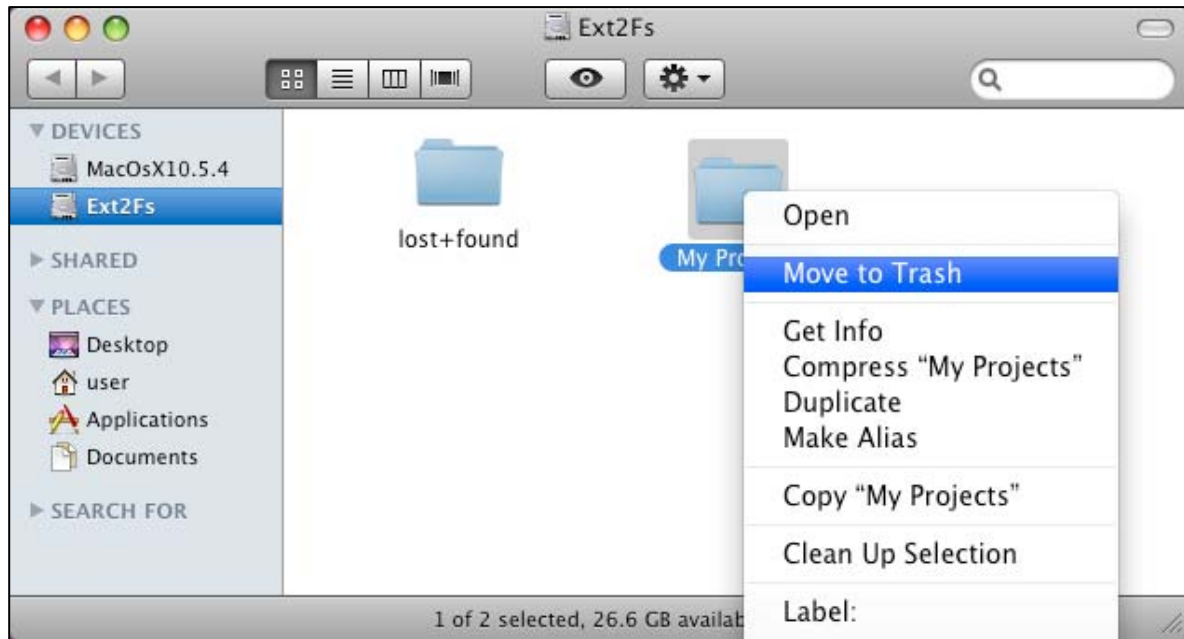 Ext2Fs
DEVICES
MacOsX10.5.4
Ext2Fs
SHARED
PLACES
Desktop
user
Applications
Documents
SEARCH FOR
lost+found
My
Open
Move to Trash
Get Info
Compress “My Projects”
Duplicate
Make Alias
Copy “My Projects”
Clean Up Selection
Label:
1 of 2 selected, 26.6 GB